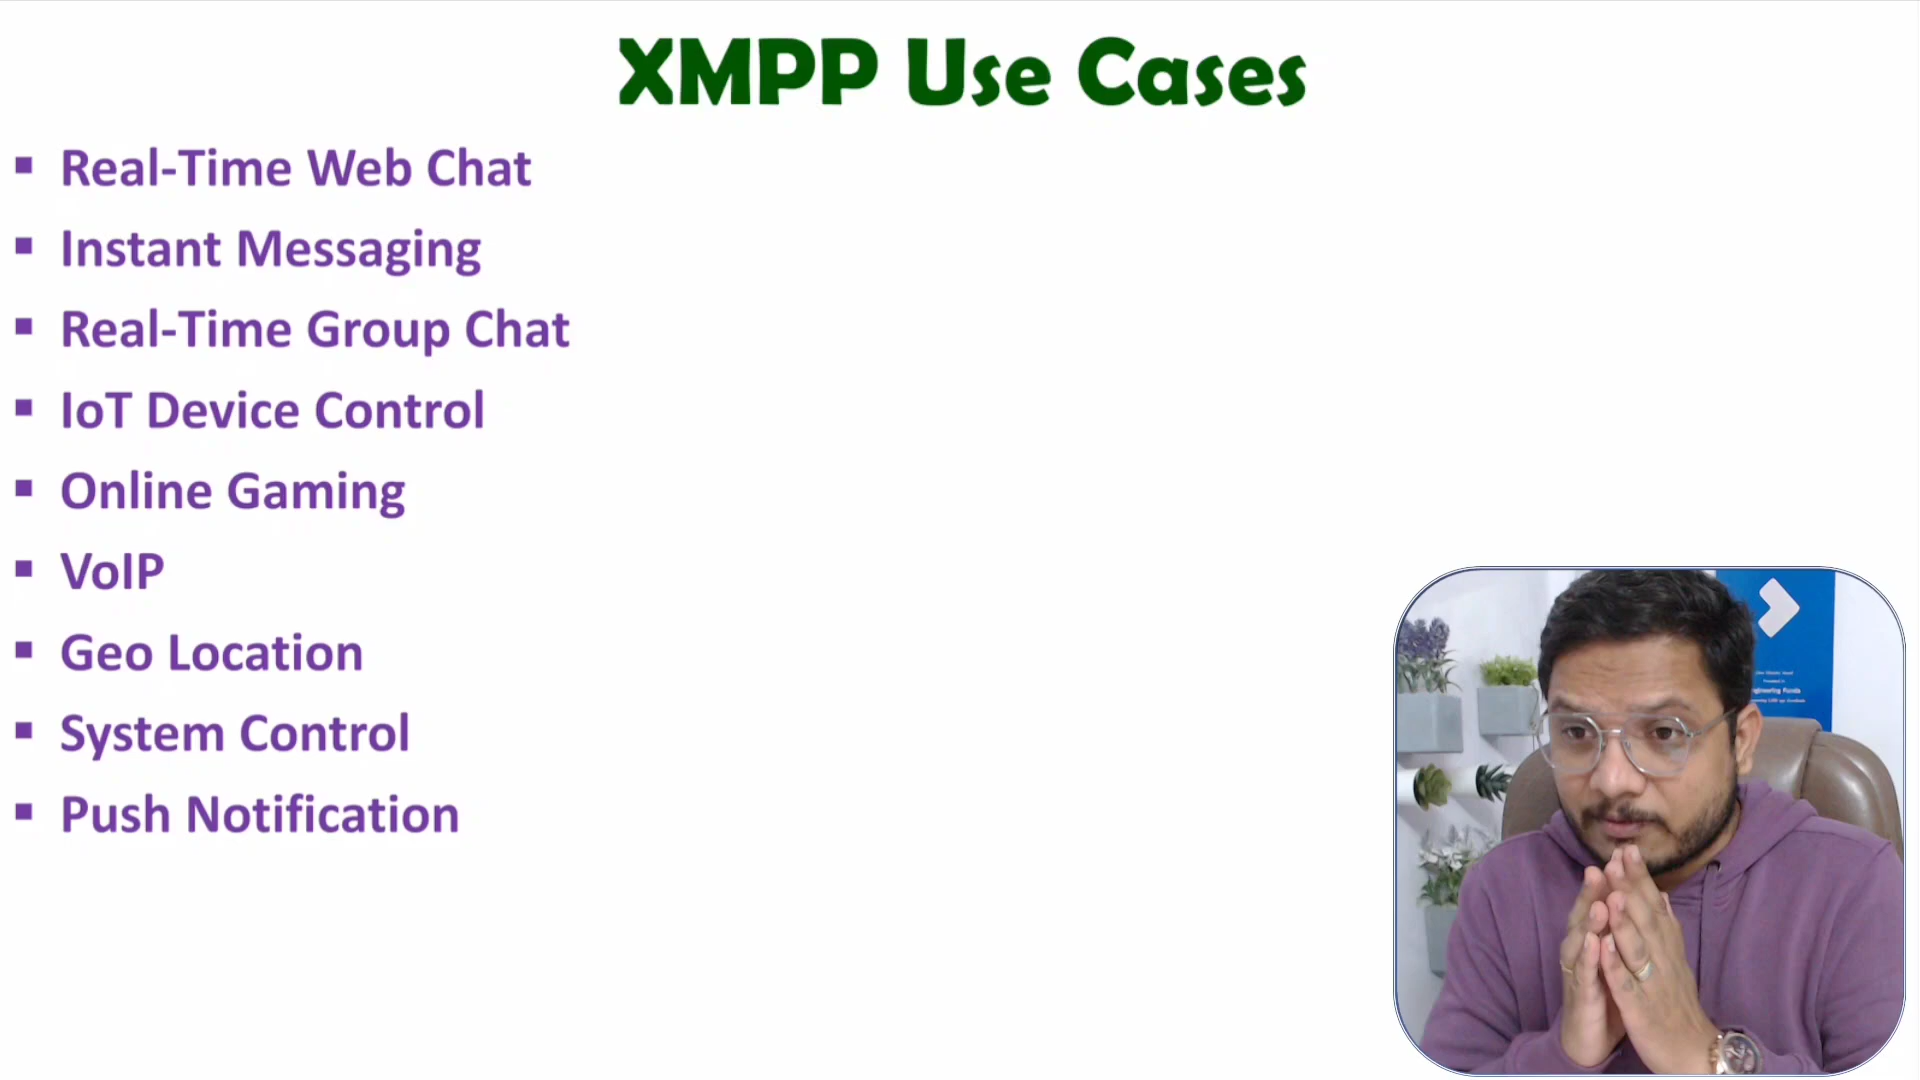 XMPP Use Cases
▪ Real-Time Web Chat
▪ Instant Messaging
▪ Real-Time Group Chat
▪ IoT Device Control
▪ Online Gaming
▪ VoIP
▪ Geo Location
▪ System Control
▪ Push Notification